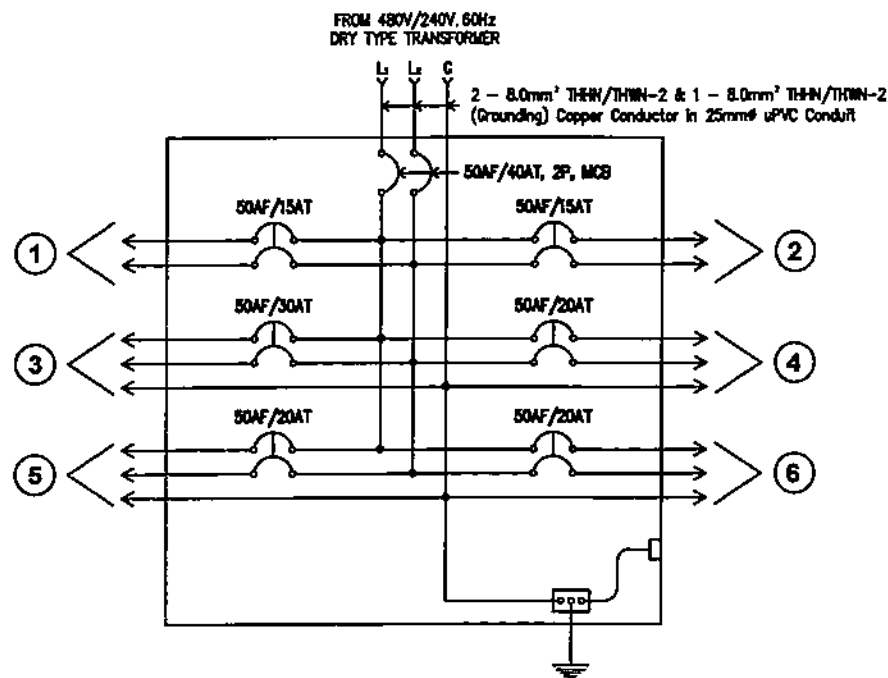 FROM 480V/240V, 60Hz
DRY TYPE TRANSFORMER
L₁ L₂ G
2 - 8.0mm² THHN/THWN-2 & 1 - 8.0mm² THHN/THWN-2
(Grounding) Copper Conductor in 25mmø uPVC Conduit
50AF/40AT, 2P, MCB
50AF/15AT 50AF/15AT
1 2
50AF/30AT 50AF/20AT
3 4
50AF/20AT 50AF/20AT
5 6